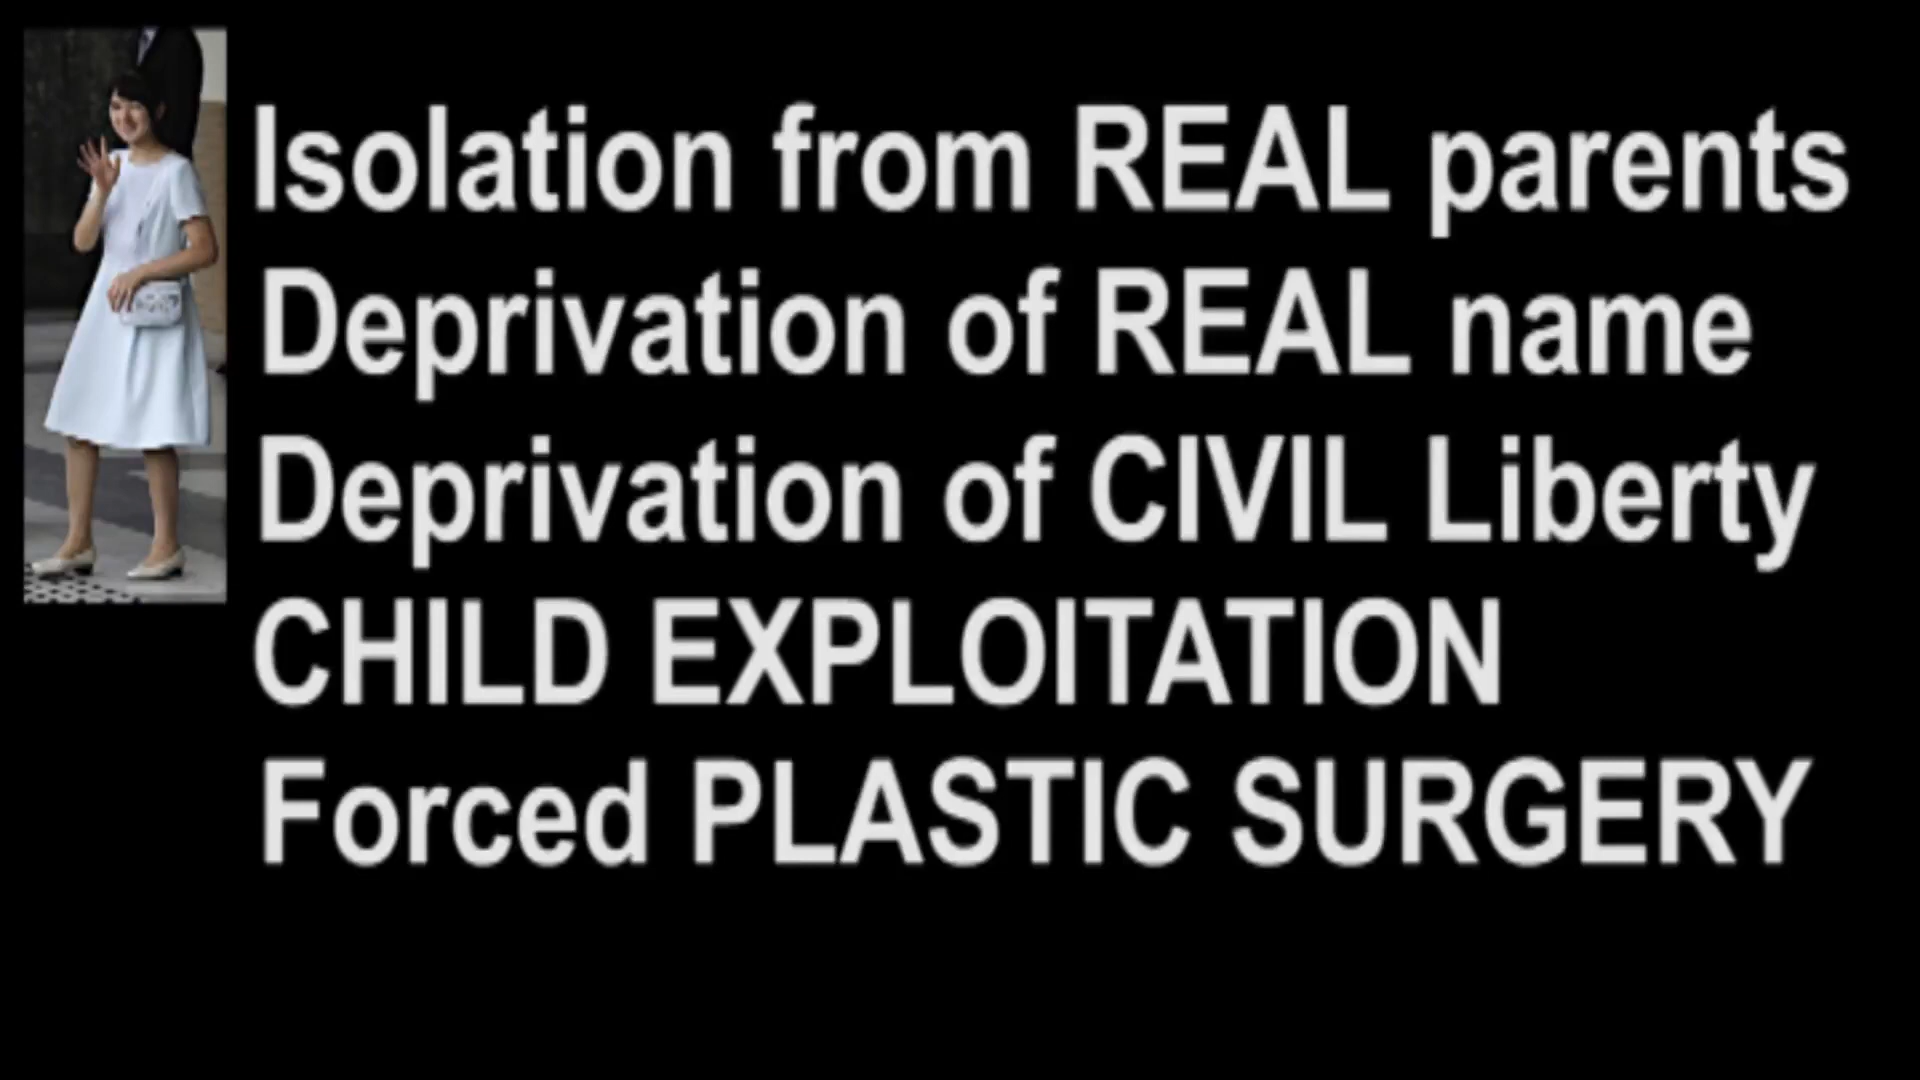 Isolation from REAL parents
Deprivation of REAL name
Deprivation of CIVIL Liberty
CHILD EXPLOITATION
Forced PLASTIC SURGERY